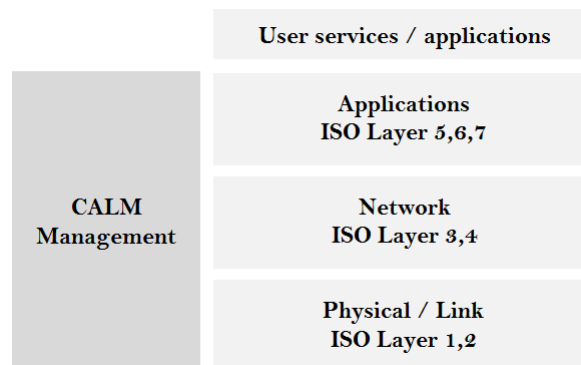 User services / applications
Applications
ISO Layer 5,6,7
CALM
Management
Network
ISO Layer 3,4
Physical / Link
ISO Layer 1,2